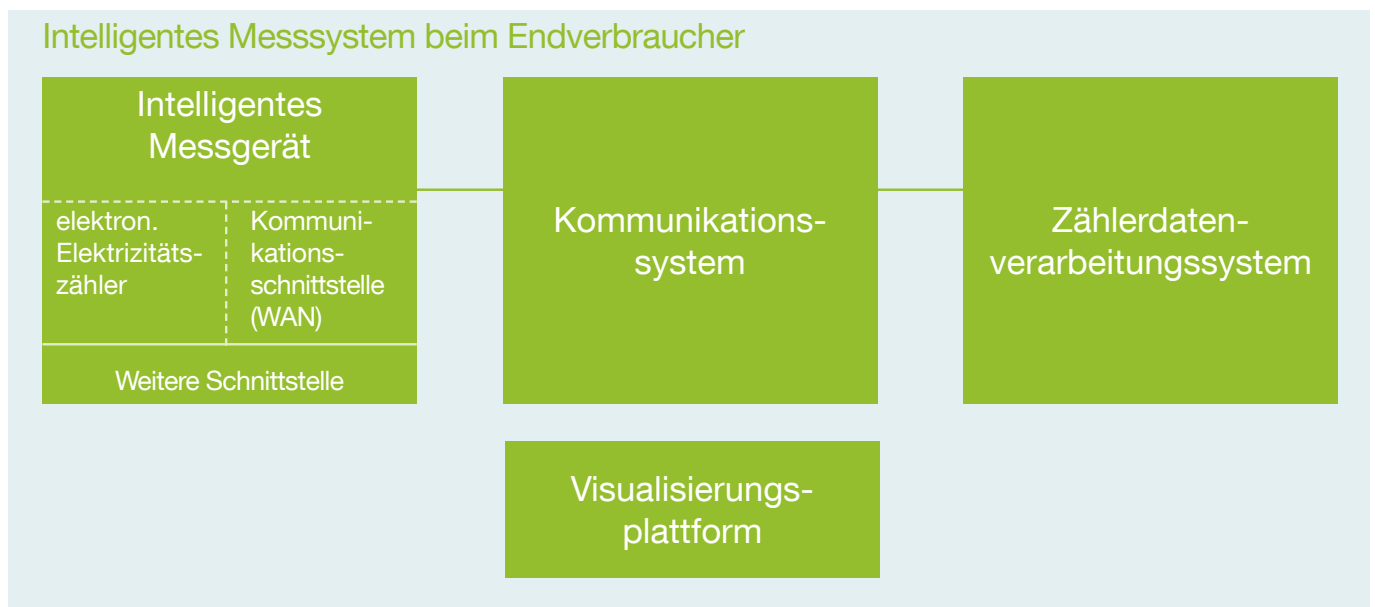 Intelligentes Messsystem beim Endverbraucher
Intelligentes
Messgerät
elektron.
Elektrizitäts-
zähler
Kommuni-
kations-
schnittstelle
(WAN)
Weitere Schnittstelle
Kommunikations-
system
Zählerdaten-
verarbeitungssystem
Visualisierungs-
plattform